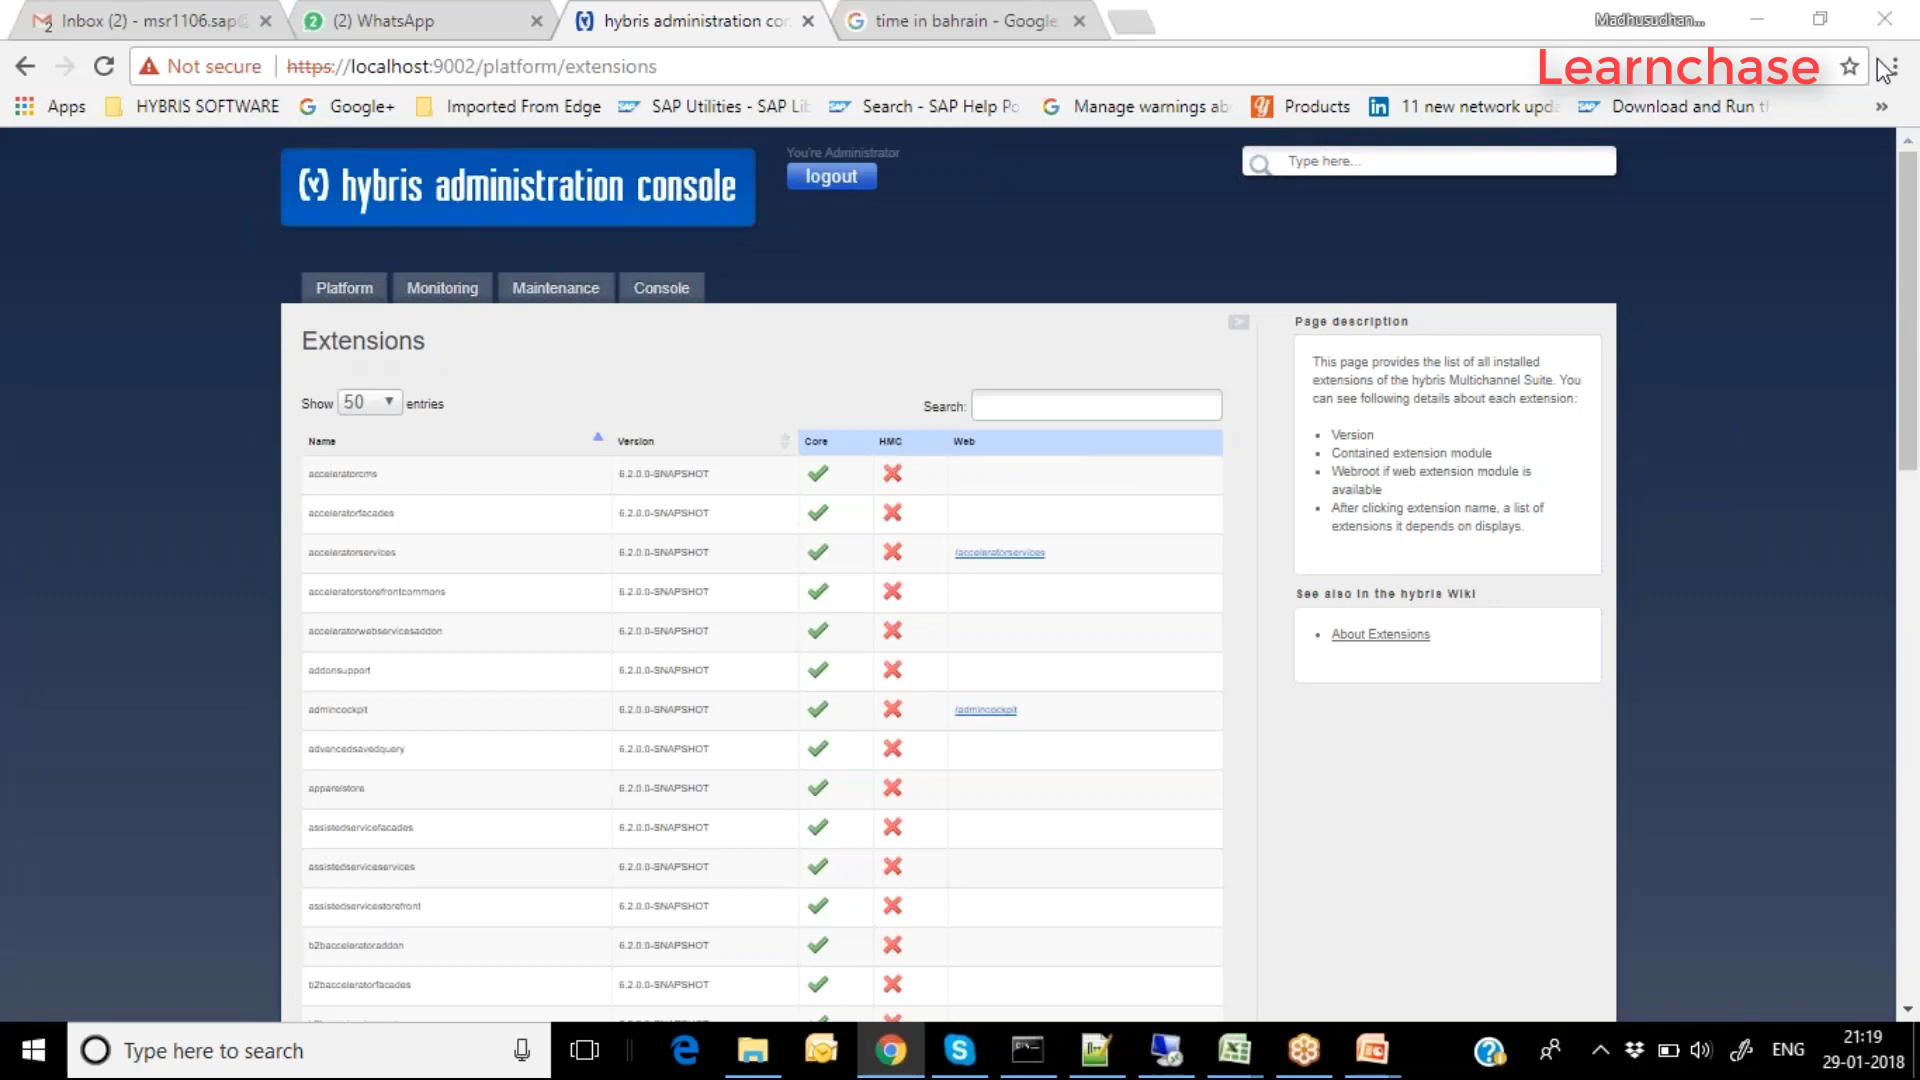 Inbox (2) - msr1106.sap@
(2) WhatsApp
hybris administration con
time in bahrain - Google
Madhusudhan...
Not secure
https://localhost:9002/platform/extensions
Learnchase
Apps
HYBRIS SOFTWARE
Google+
Imported From Edge
SAP Utilities - SAP Lib
Search - SAP Help Po
Manage warnings abo
Products
11 new network upda
Download and Run th
»
(y) hybris administration console
You're Administrator
logout
Type here...
Platform
Monitoring
Maintenance
Console
Extensions
Show 50 entries
Search:
Name Version Core HMC Web
acceleratorcms 6.2.0.0-SNAPSHOT
acceleratorfacades 6.2.0.0-SNAPSHOT
acceleratorservices 6.2.0.0-SNAPSHOT /acceleratorservices
acceleratorstorefrontcommons 6.2.0.0-SNAPSHOT
acceleratorwebservicesaddon 6.2.0.0-SNAPSHOT
addonsupport 6.2.0.0-SNAPSHOT
admincockpit 6.2.0.0-SNAPSHOT /admincockpit
advancedsavedquery 6.2.0.0-SNAPSHOT
apparelstore 6.2.0.0-SNAPSHOT
assistedservicefacades 6.2.0.0-SNAPSHOT
assistedserviceservices 6.2.0.0-SNAPSHOT
assistedservicestorefront 6.2.0.0-SNAPSHOT
b2bacceleratoraddon 6.2.0.0-SNAPSHOT
b2bacceleratorfacades 6.2.0.0-SNAPSHOT
Page description
This page provides the list of all installed
extensions of the hybris Multichannel Suite. You
can see following details about each extension:
• Version
• Contained extension module
• Webroot if web extension module is
available
• After clicking extension name, a list of
extensions it depends on displays.
See also in the hybris Wiki
• About Extensions
Type here to search
ENG
21:19
29-01-2018